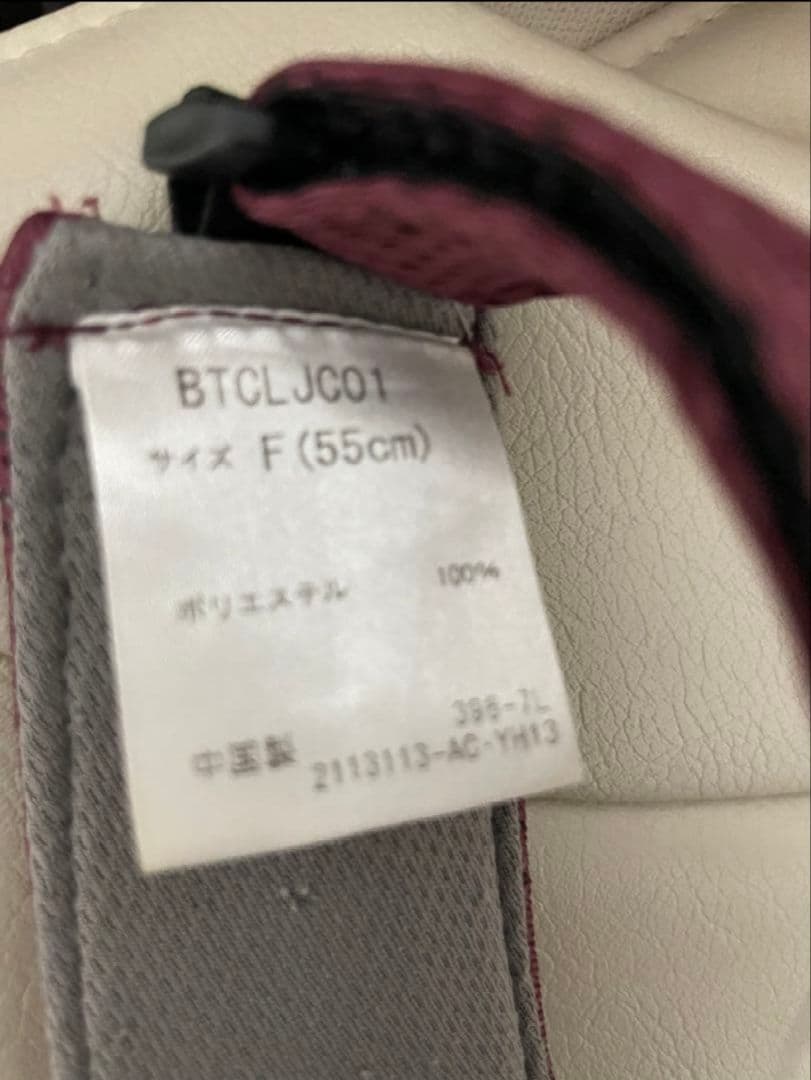 BTCLJC01
サイズ F(55cm)
ポリエステル 100%
396-7L
中国製 2113113-AC-YH13